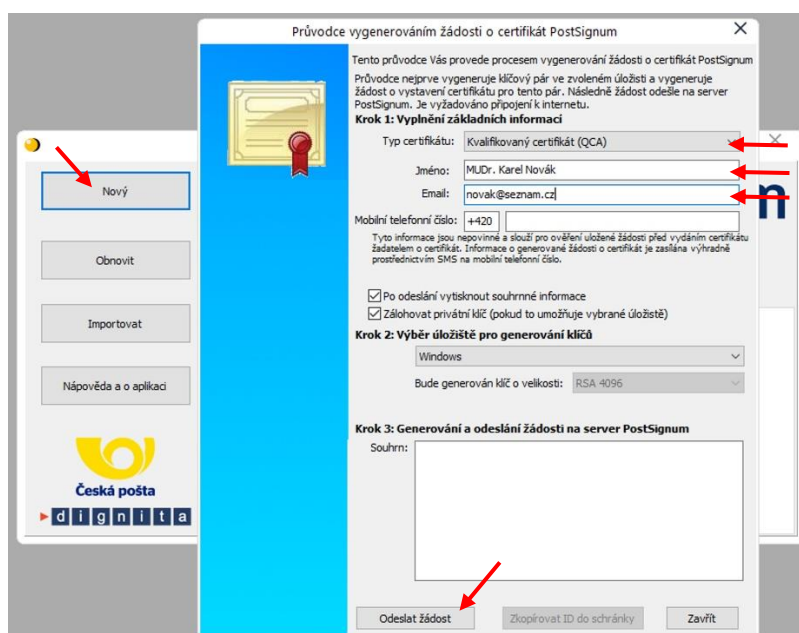 Průvodce vygenerováním žádosti o certifikát PostSignum
Tento průvodce Vás provede procesem vygenerování žádosti o certifikát PostSignum
Průvodce nejprve vygeneruje klíčový pár ve zvoleném úložišti a vygeneruje
žádost o vystavení certifikátu pro tento pár. Následně žádost odešle na server
PostSignum. Je vyžadováno připojení k internetu.
Krok 1: Vyplnění základních informací
Typ certifikátu: Kvalifikovaný certifikát (QCA)
Jméno: MUDr. Karel Novák
Email: novak@seznam.cz
Mobilní telefonní číslo: +420
Tyto informace jsou nepovinné a slouží pro ověření uložené žádosti před vydáním certifikátu
žadatelem o certifikát. Informace o generované žádosti o certifikát je zasílána výhradně
prostřednictvím SMS na mobilní telefonní číslo.
Po odeslání vytisknout souhrnné informace
Zálohovat privátní klíč (pokud to umožňuje vybrané úložiště)
Krok 2: Výběr úložiště pro generování klíčů
Windows
Bude generován klíč o velikosti: RSA 4096
Krok 3: Generování a odeslání žádosti na server PostSignum
Souhrn:
Odeslat žádost
Zkopírovat ID do schránky
Zavřít
Nový
Obnovit
Importovat
Nápověda a o aplikaci
Česká pošta
dignita
m